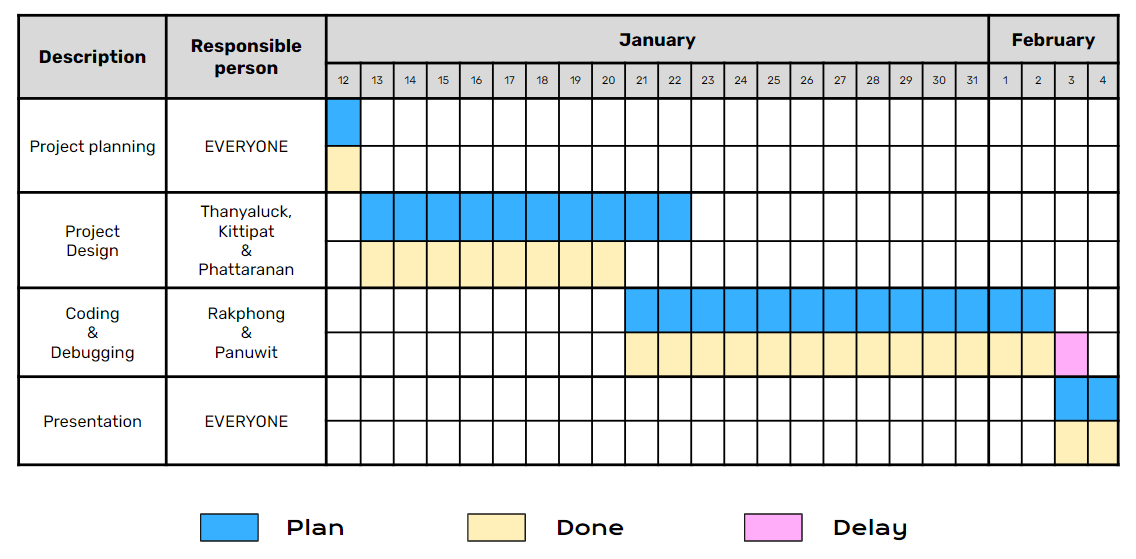 Description
Responsible
person
January
February
12 13 14 15 16 17 18 19 20 21 22 23 24 25 26 27 28 29 30 31 1 2 3 4
Project planning
EVERYONE
Project
Design
Thanyaluck,
Kittipat
&
Phattaranan
Coding
&
Debugging
Rakphong
&
Panuwit
Presentation
EVERYONE
Plan
Done
Delay